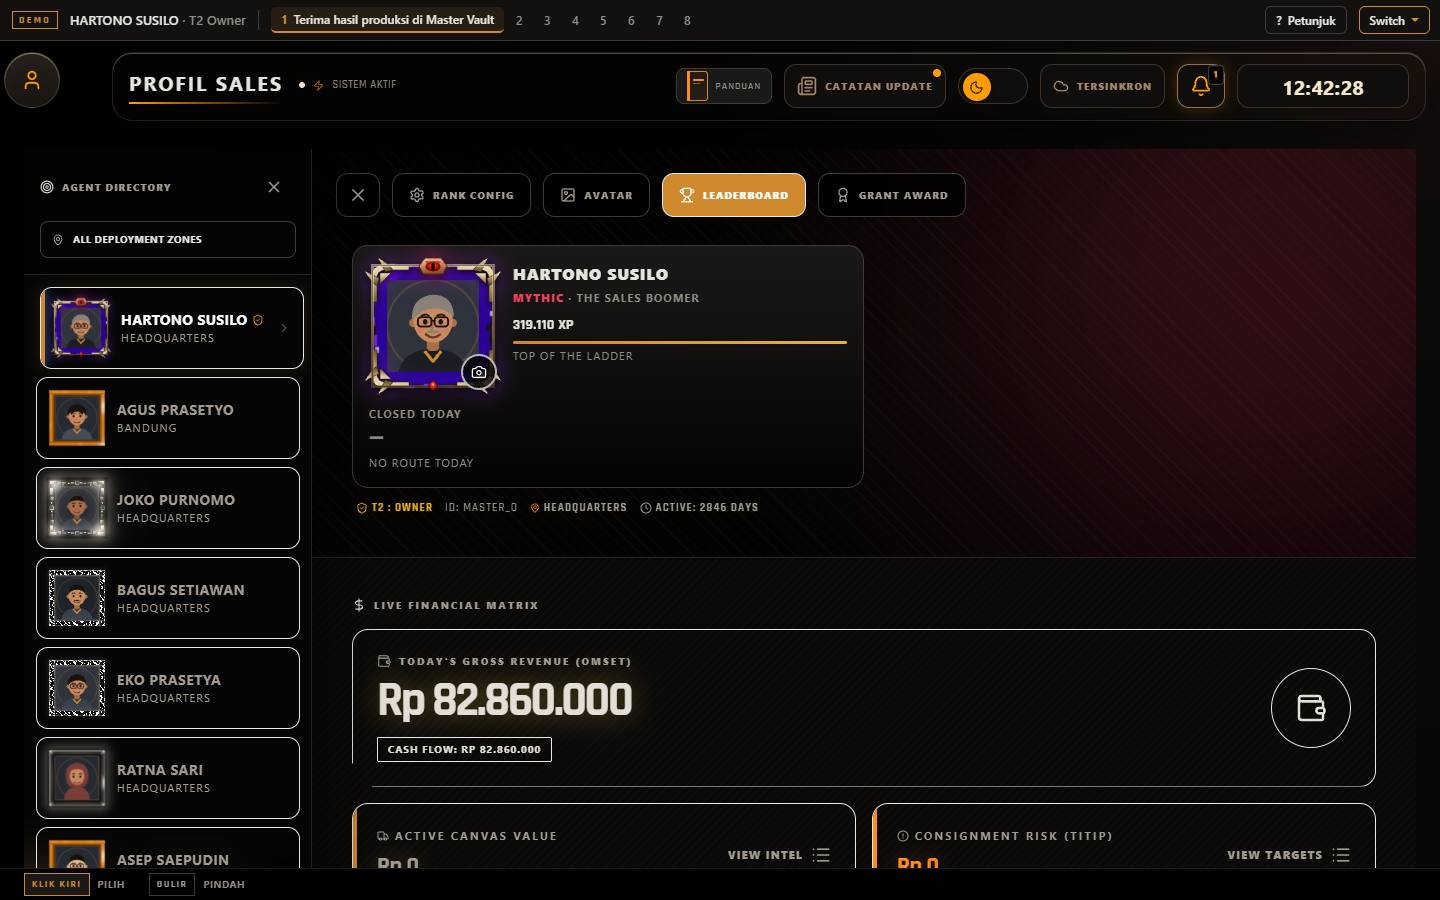 DEMO HARTONO SUSILO · T2 Owner 1 Terima hasil produksi di Master Vault 2 3 4 5 6 7 8 ? Petunjuk Switch
PROFIL SALES SISTEM AKTIF PANDUAN CATATAN UPDATE TERSINKRON 1 12:42:28
AGENT DIRECTORY
ALL DEPLOYMENT ZONES
HARTONO SUSILO
HEADQUARTERS
AGUS PRASETYO
BANDUNG
JOKO PURNOMO
HEADQUARTERS
BAGUS SETIAWAN
HEADQUARTERS
EKO PRASETYA
HEADQUARTERS
RATNA SARI
HEADQUARTERS
ASEP SAEPUDIN
RANK CONFIG AVATAR LEADERBOARD GRANT AWARD
HARTONO SUSILO
MYTHIC · THE SALES BOOMER
319.110 XP
TOP OF THE LADDER
CLOSED TODAY
—
NO ROUTE TODAY
T2 : OWNER ID: MASTER_0 HEADQUARTERS ACTIVE: 2846 DAYS
LIVE FINANCIAL MATRIX
TODAY'S GROSS REVENUE (OMSET)
Rp 82.860.000
CASH FLOW: RP 82.860.000
ACTIVE CANVAS VALUE
Rp 0
VIEW INTEL
CONSIGNMENT RISK (TITIP)
Rp 0
VIEW TARGETS
KLIK KIRI PILIH GULIR PINDAH